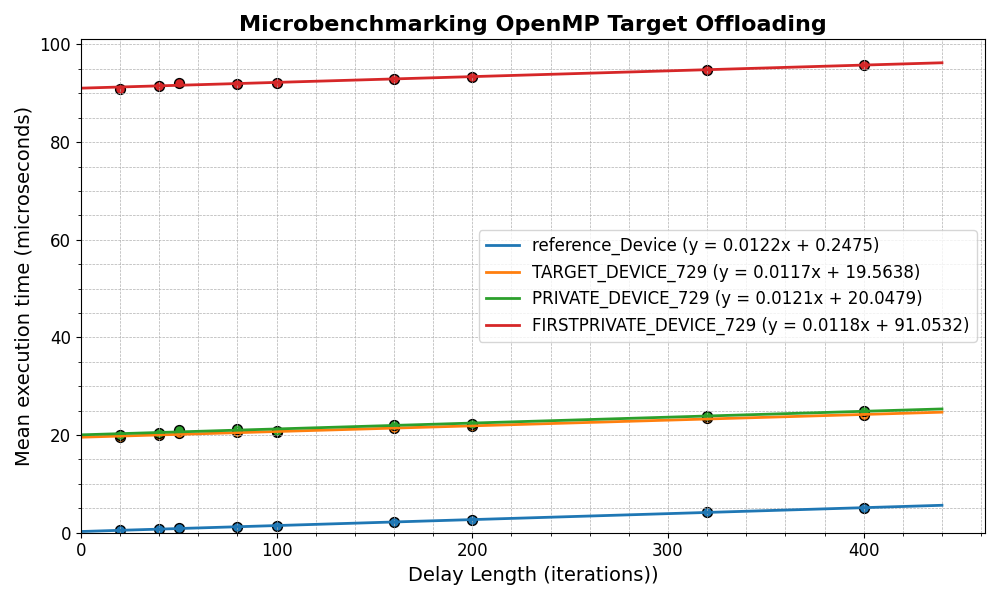 Microbenchmarking OpenMP Target Offloading
Mean execution time (microseconds)
100
80
60
40
20
0
reference_Device (y = 0.0122x + 0.2475)
TARGET_DEVICE_729 (y = 0.0117x + 19.5638)
PRIVATE_DEVICE_729 (y = 0.0121x + 20.0479)
FIRSTPRIVATE_DEVICE_729 (y = 0.0118x + 91.0532)
0 100 200 300 400
Delay Length (iterations))